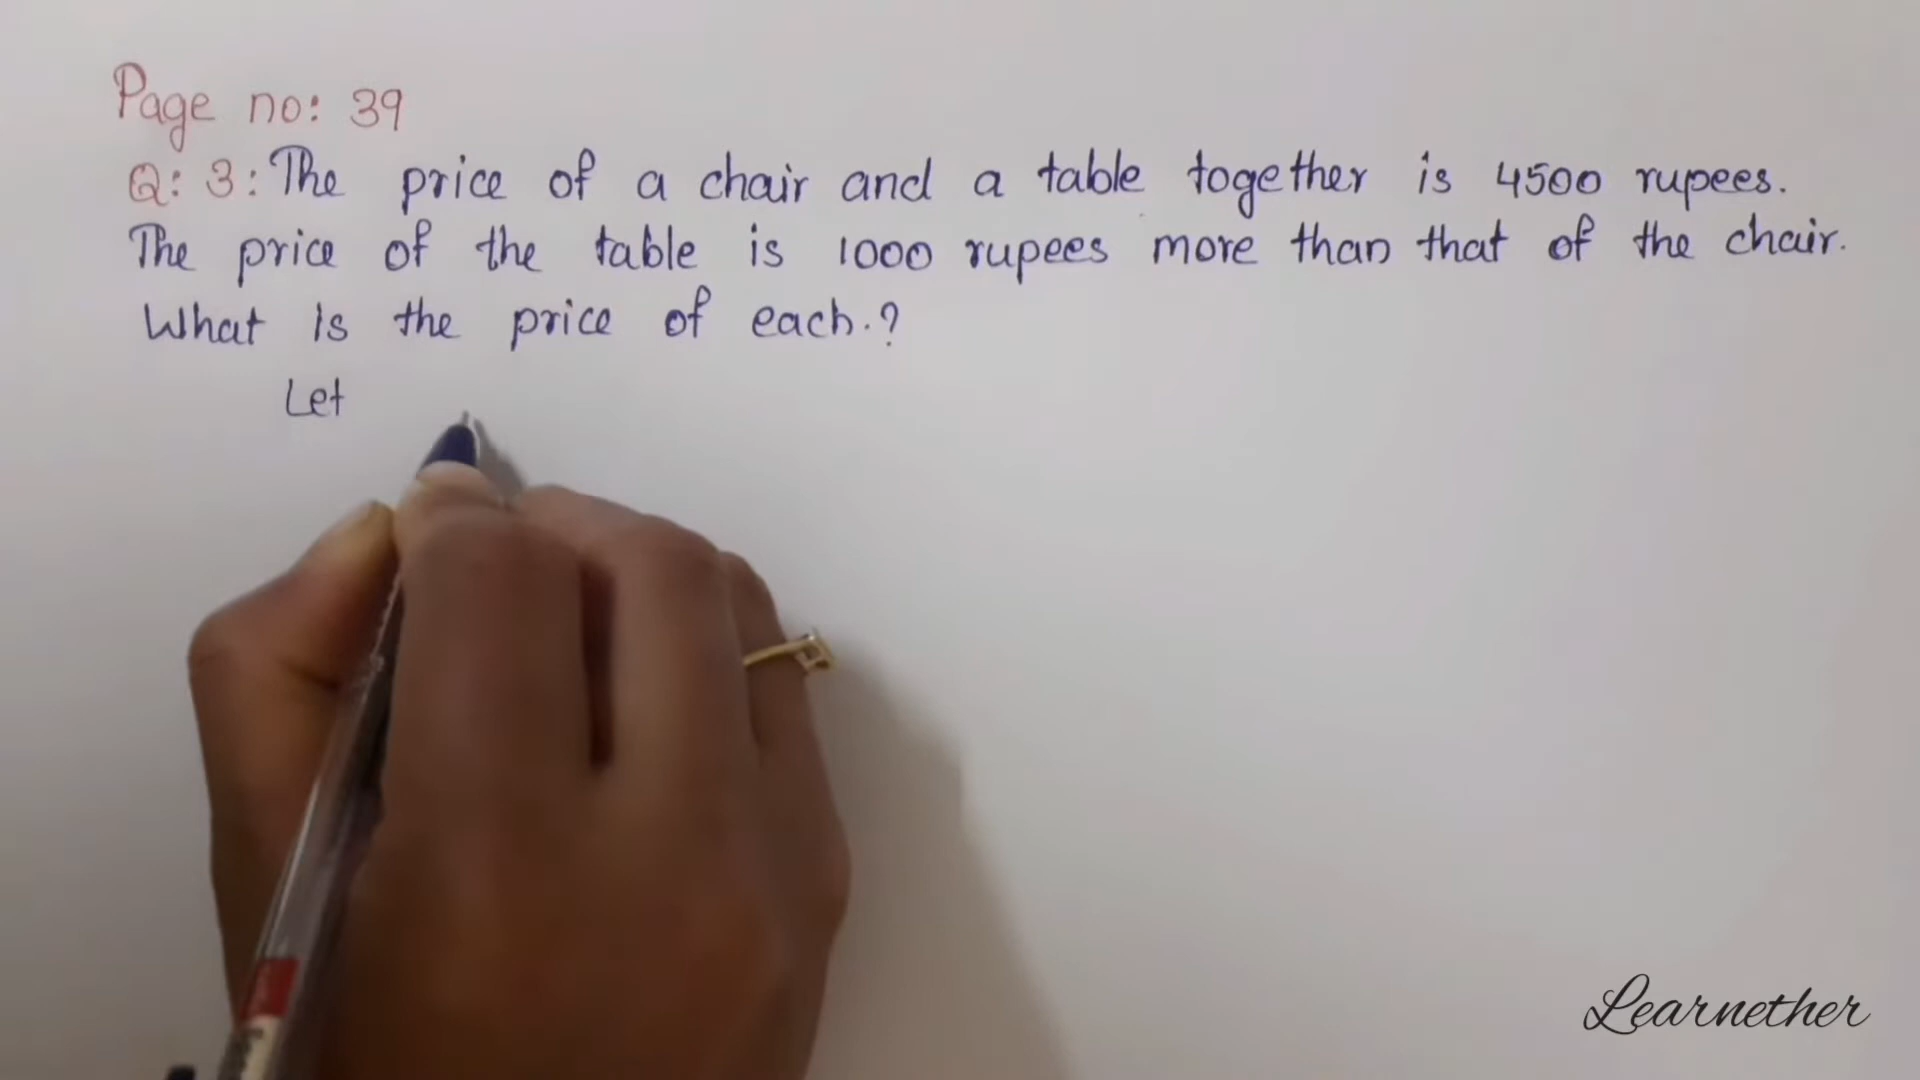 Page no: 39
Q: 3: The price of a chair and a table together is 4500 rupees.
The price of the table is 1000 rupees more than that of the chair.
What is the price of each.?
Let
Learnether